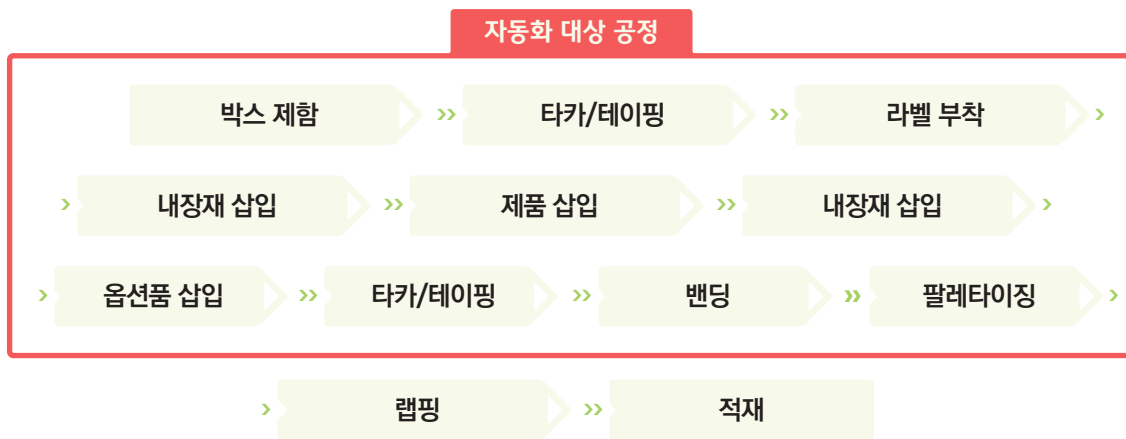 자동화 대상 공정
박스 제함 >> 타카/테이핑 >> 라벨 부착 >
> 내장재 삽입 >> 제품 삽입 >> 내장재 삽입 >
> 옵션품 삽입 >> 타카/테이핑 >> 밴딩 >> 팔레타이징 >
> 랩핑 >> 적재